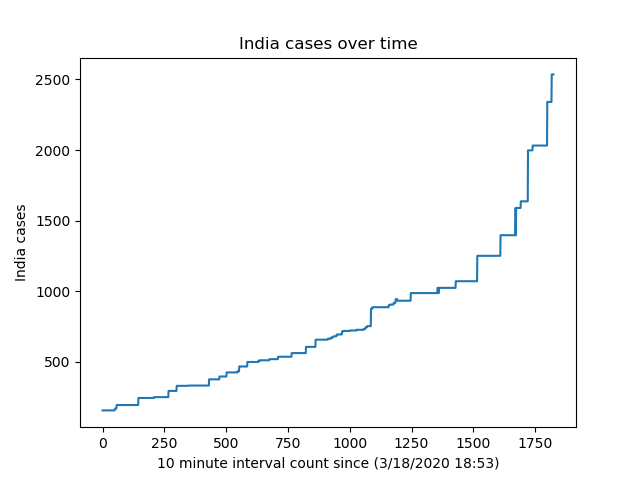 India cases over time
2500
2000
1500
1000
500
India cases
0 250 500 750 1000 1250 1500 1750
10 minute interval count since (3/18/2020 18:53)